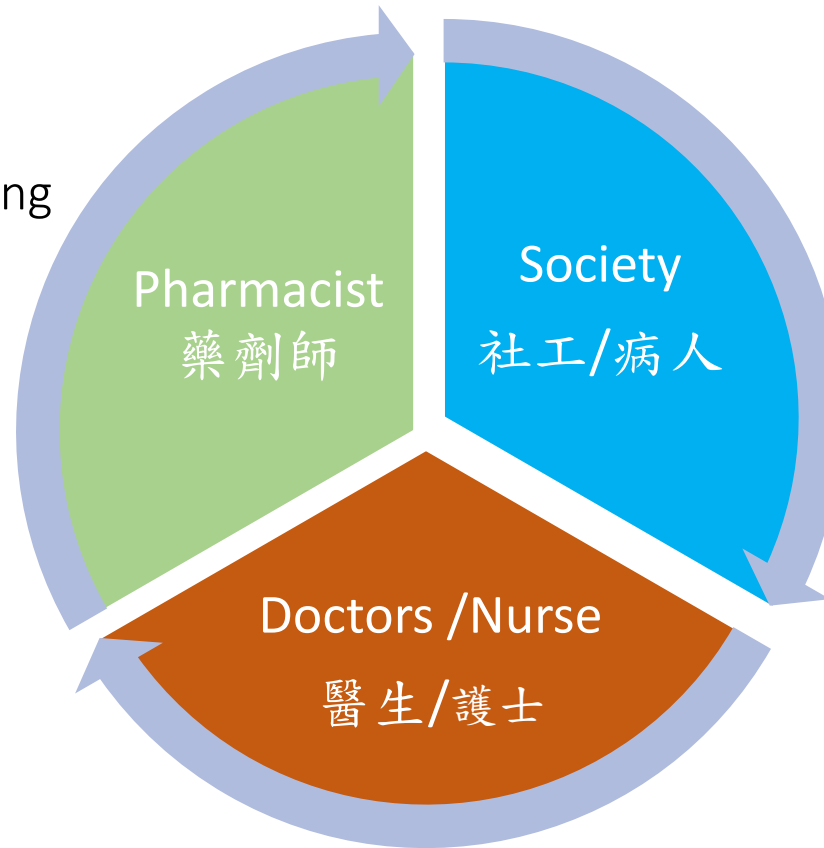 ng
Pharmacist
藥劑師
Society
社工/病人
Doctors /Nurse
醫生/護士